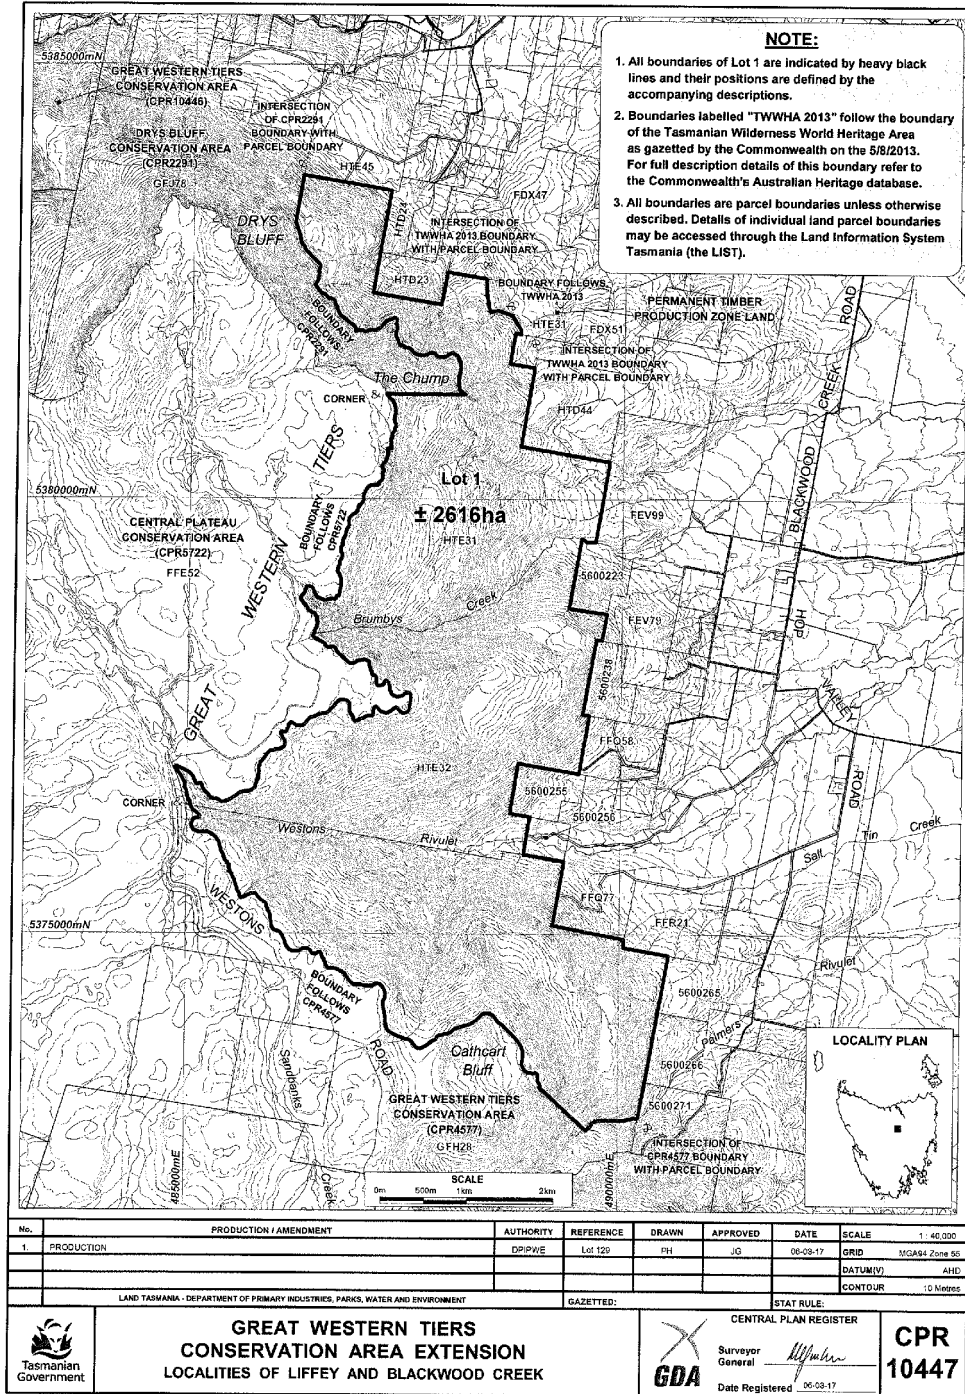 NOTE:
1. All boundaries of Lot 1 are indicated by heavy black
lines and their positions are defined by the
accompanying descriptions.
2. Boundaries labelled "TWWHA 2013" follow the boundary
of the Tasmanian Wilderness World Heritage Area
as gazetted by the Commonwealth on the 5/8/2013.
For full description details of this boundary refer to
the Commonwealth's Australian Heritage database.
3. All boundaries are parcel boundaries unless otherwise
described. Details of individual land parcel boundaries
may be accessed through the Land Information System
Tasmania (the LIST).
5385000mN
GREAT WESTERN TIERS
CONSERVATION AREA
(CPR10446)
INTERSECTION
OF CPR2291
BOUNDARY WITH
PARCEL BOUNDARY
DRYS BLUFF
CONSERVATION AREA
(CPR2291)
GFJ78
HTE45
FDX47
DRYS
BLUFF
HTD24
INTERSECTION OF
TWWHA 2013 BOUNDARY
WITH PARCEL BOUNDARY
HTD23
BOUNDARY FOLLOWS
TWWHA 2013
PERMANENT TIMBER
PRODUCTION ZONE LAND
BOUNDARY
FOLLOWS
CPR2291
HTE31
FDX51
INTERSECTION OF
TWWHA 2013 BOUNDARY
WITH PARCEL BOUNDARY
The Chump
CORNER
HTD44
BLACKWOOD CREEK ROAD
5380000mN
Lot 1
± 2616ha
HTE31
FEV99
CENTRAL PLATEAU
CONSERVATION AREA
(CPR5722)
FFE52
BOUNDARY
FOLLOWS
CPR5722
GREAT WESTERN TIERS
5600223
Brumbys Creek
FEV79
HOP VALLEY ROAD
5600238
FFO58
HTE32
5600255
CORNER
5600256
Westons Rivulet
Salt Tin Creek
FFQ77
FFR21
5375000mN
WESTONS ROAD
BOUNDARY
FOLLOWS
CPR4577
Rivulet
5600265
Palmers
Cathcart
Bluff
5600266
Sandbanks Creek
GREAT WESTERN TIERS
CONSERVATION AREA
(CPR4577)
GFH28
5600271
INTERSECTION OF
CPR4577 BOUNDARY
WITH PARCEL BOUNDARY
LOCALITY PLAN
485000mE
490000mE
SCALE
0m 500m 1km 2km
No. PRODUCTION / AMENDMENT AUTHORITY REFERENCE DRAWN APPROVED DATE SCALE 1 : 40,000
1. PRODUCTION DPIPWE Lot 129 PH JG 06-03-17 GRID MGA94 Zone 55
DATUM(V) AHD
CONTOUR 10 Metres
LAND TASMANIA - DEPARTMENT OF PRIMARY INDUSTRIES, PARKS, WATER AND ENVIRONMENT GAZETTED: STAT RULE:
Tasmanian
Government
GREAT WESTERN TIERS
CONSERVATION AREA EXTENSION
LOCALITIES OF LIFFEY AND BLACKWOOD CREEK
GDA
CENTRAL PLAN REGISTER
Surveyor
General
Date Registered 06-03-17
CPR
10447